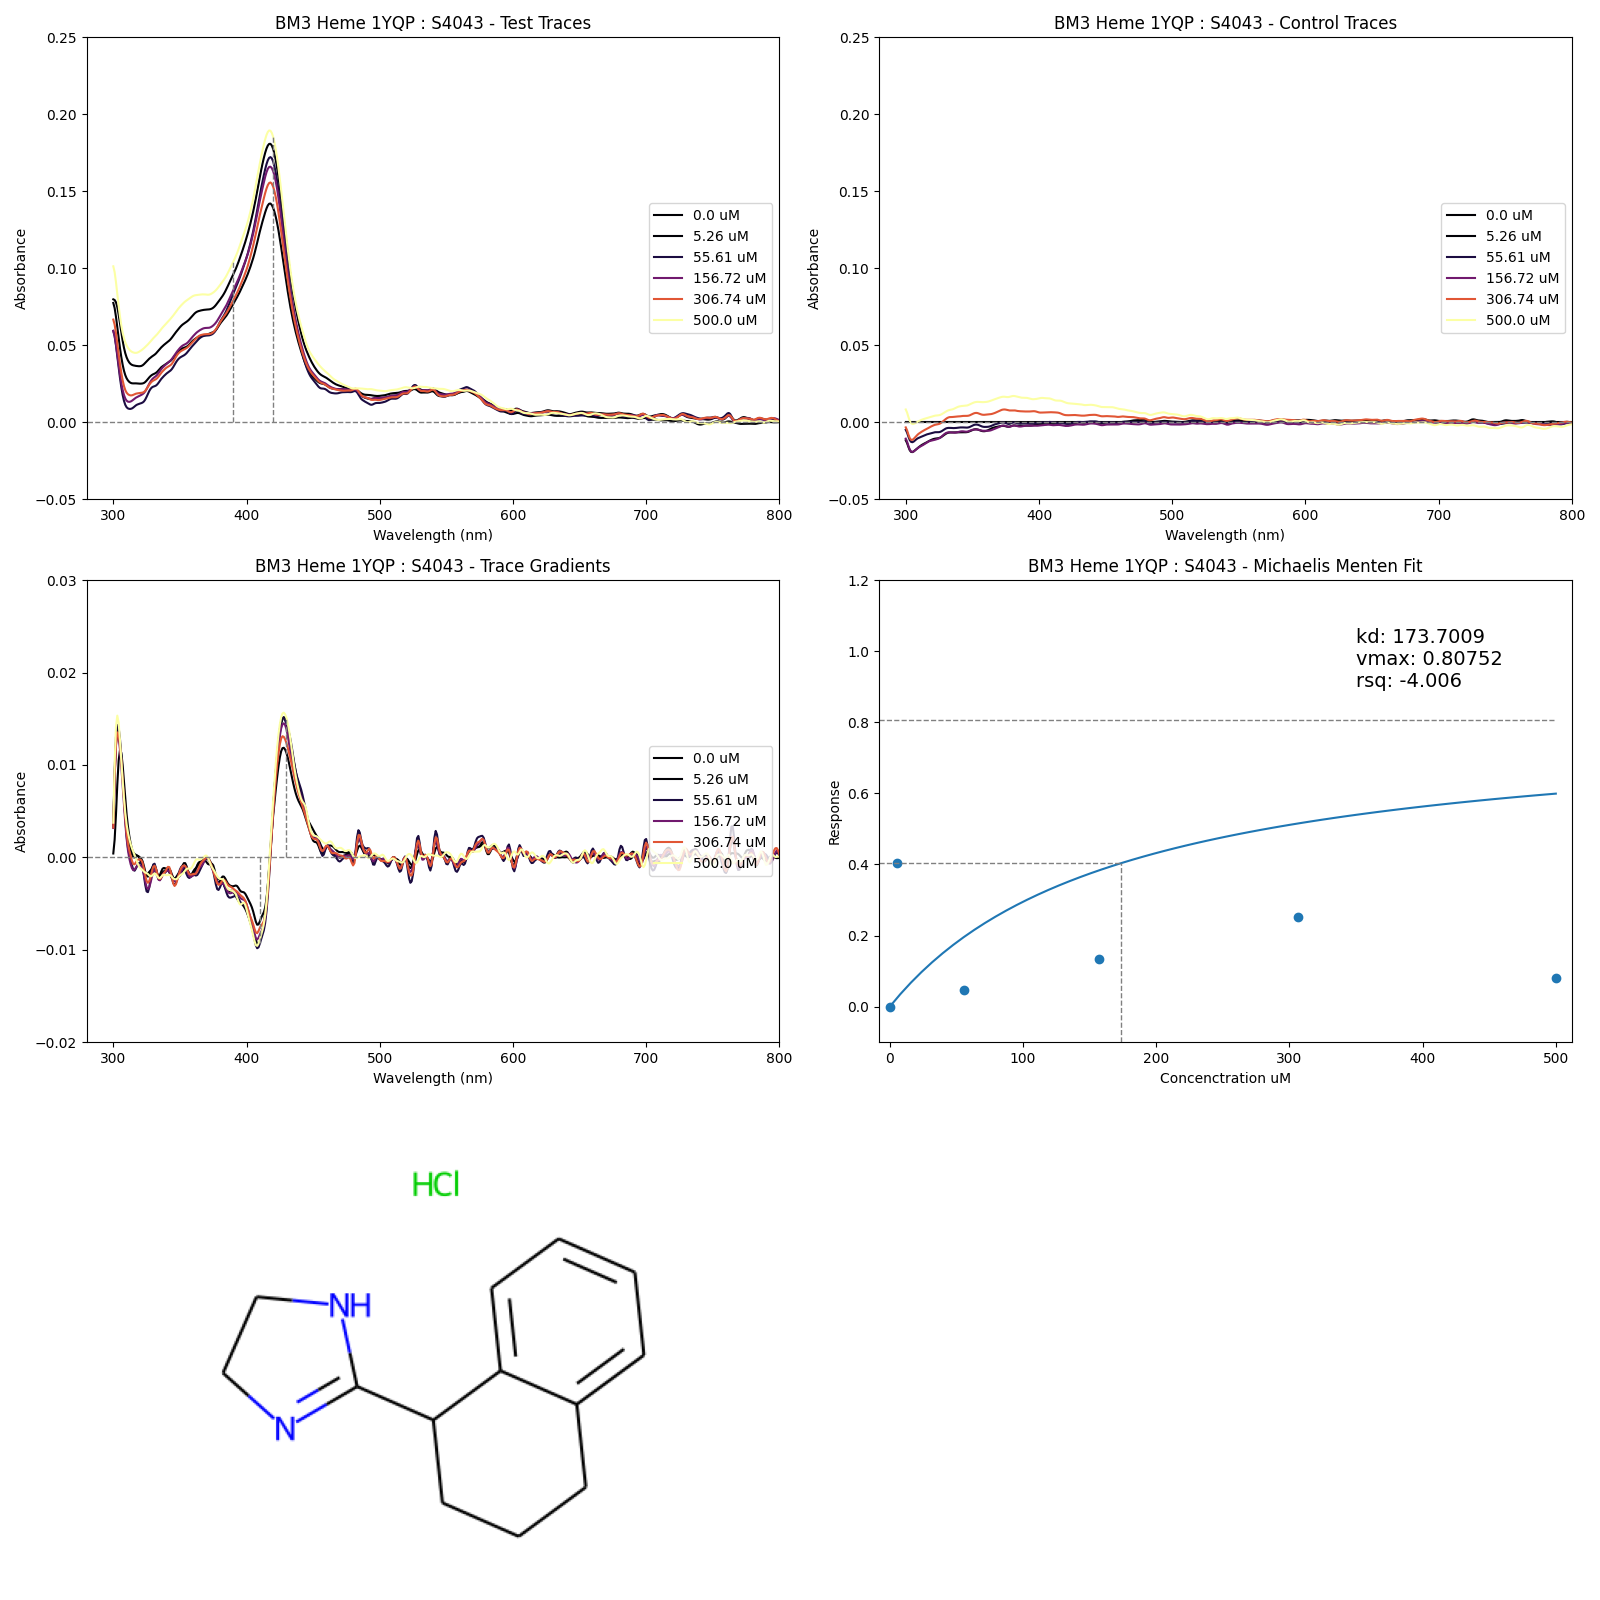 BM3 Heme 1YQP : S4043 - Test Traces
0.25
0.20
0.15
0.10
0.05
0.00
−0.05
Absorbance
300 400 500 600 700 800
Wavelength (nm)
0.0 uM
5.26 uM
55.61 uM
156.72 uM
306.74 uM
500.0 uM
BM3 Heme 1YQP : S4043 - Control Traces
0.25
0.20
0.15
0.10
0.05
0.00
−0.05
Absorbance
300 400 500 600 700 800
Wavelength (nm)
0.0 uM
5.26 uM
55.61 uM
156.72 uM
306.74 uM
500.0 uM
BM3 Heme 1YQP : S4043 - Trace Gradients
0.03
0.02
0.01
0.00
−0.01
−0.02
Absorbance
300 400 500 600 700 800
Wavelength (nm)
0.0 uM
5.26 uM
55.61 uM
156.72 uM
306.74 uM
500.0 uM
BM3 Heme 1YQP : S4043 - Michaelis Menten Fit
1.2
1.0
0.8
0.6
0.4
0.2
0.0
Response
0 100 200 300 400 500
Concenctration uM
kd: 173.7009
vmax: 0.80752
rsq: -4.006
HCl
NH
N